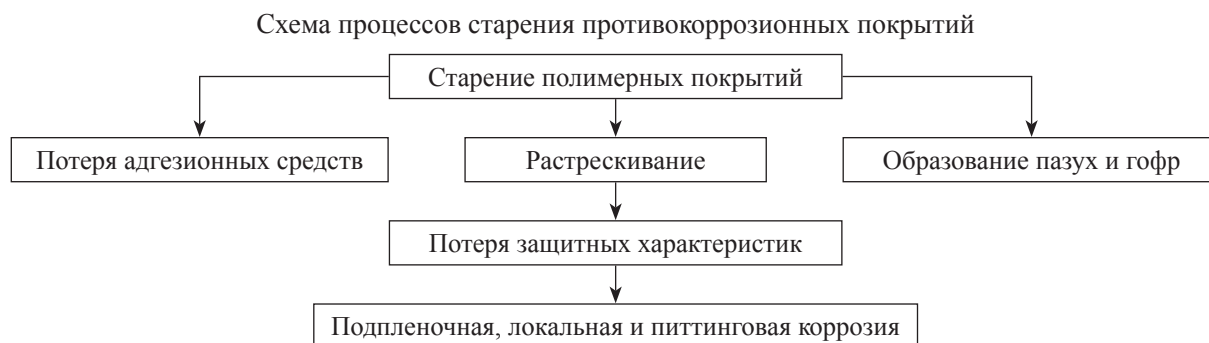 Схема процессов старения противокоррозионных покрытий
Старение полимерных покрытий
Потеря адгезионных средств
Растрескивание
Образование пазух и гофр
Потеря защитных характеристик
Подпленочная, локальная и питтинговая коррозия